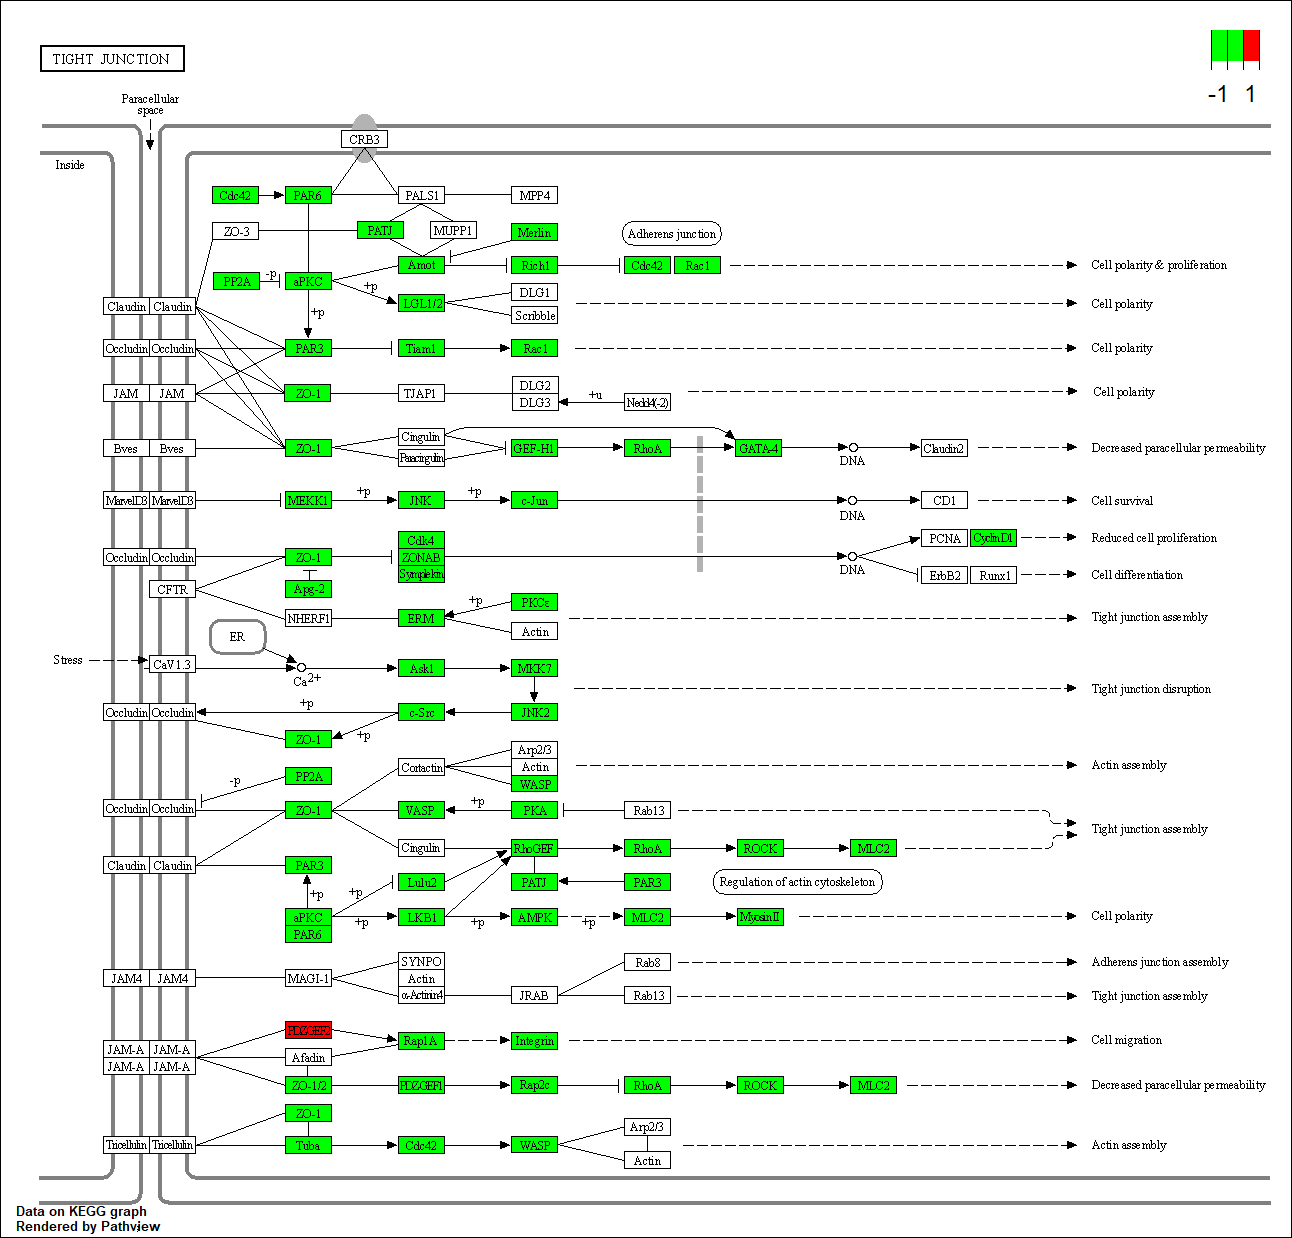 TIGHT JUNCTION
-1 1
Paracellular
space
Inside
CRB3
Cdc42 PAR6 PALS1 MPP4
ZO-3 PATJ MUPP1 Merlin Adherens junction
PP2A -p aPKC Amot Rich1 Cdc42 Rac1 Cell polarity & proliferation
+p LGL1/2 DLG1
Claudin Claudin +p Scribble Cell polarity
Occludin Occludin PAR3 Tiam1 Rac1 Cell polarity
JAM JAM ZO-1 TJAP1 DLG2 +u Cell polarity
DLG3 Nedd4(-2)
Bves Bves ZO-1 Cingulin GEF-H1 RhoA GATA-4 DNA Claudin2 Decreased paracellular permeability
Paracingulin
MarvelD3 MarvelD3 MEKK1 +p JNK +p c-Jun DNA CD1 Cell survival
Cdk4 PCNA CyclinD1 Reduced cell proliferation
Occludin Occludin ZO-1 ZONAB DNA
Symplekin ErbB2 Runx1 Cell differentiation
CFTR Apg-2
NHERF1 ERM +p PKCε Tight junction assembly
Actin
ER
Stress CaV1.3 Ca2+ Ask1 MKK7
Tight junction disruption
Occludin Occludin +p c-Src JNK2
ZO-1 +p
Arp2/3
Cortactin Actin Actin assembly
-p PP2A WASP
Occludin Occludin ZO-1 VASP +p PKA Rab13
Tight junction assembly
Cingulin RhoGEF RhoA ROCK MLC2
Claudin Claudin PAR3
+p +p Lulu2 PATJ PAR3 Regulation of actin cytoskeleton
aPKC +p LKB1 +p AMPK +p MLC2 MyosinII Cell polarity
PAR6
SYNPO Rab8 Adherens junction assembly
JAM4 JAM4 MAGI-1 Actin
α-Actinin4 JRAB Rab13 Tight junction assembly
PDZGEF2
JAM-A JAM-A Rap1A Integrin Cell migration
JAM-A JAM-A Afadin
ZO-1/2 PDZGEF1 Rap2c RhoA ROCK MLC2 Decreased paracellular permeability
ZO-1
Arp2/3
Tricellulin Tricellulin Tuba Cdc42 WASP Actin assembly
Actin
Data on KEGG graph
Rendered by Pathview